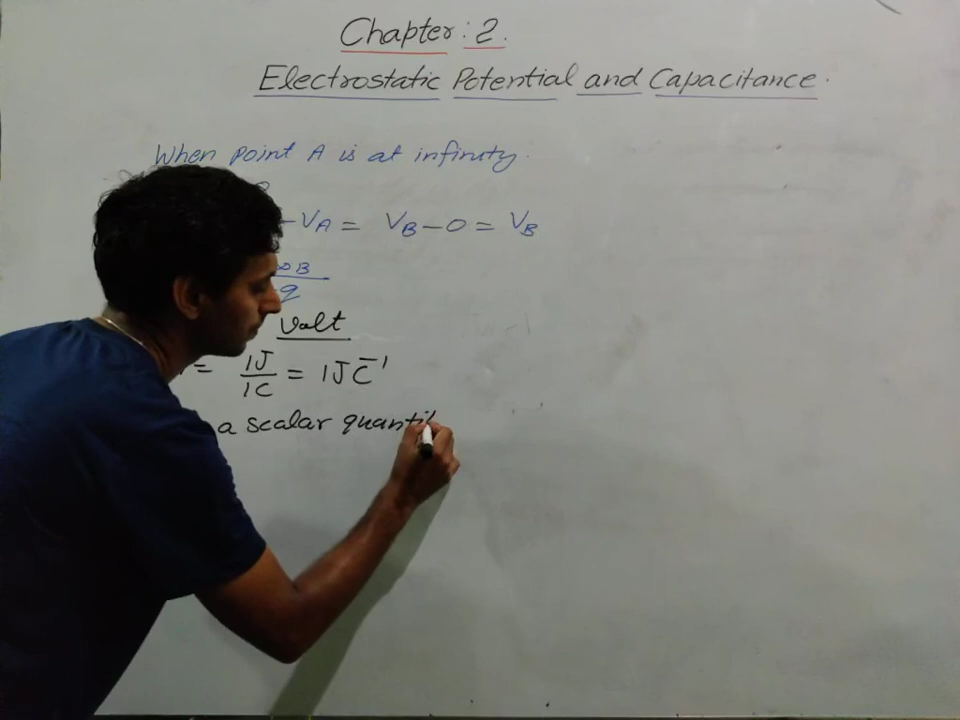 Chapter : 2.
Electrostatic Potential and Capacitance.
When point A is at infinity.
-VA = VB - 0 = VB
∞B
q
Volt
= 1J/1C = 1JC⁻¹
a scalar quanti